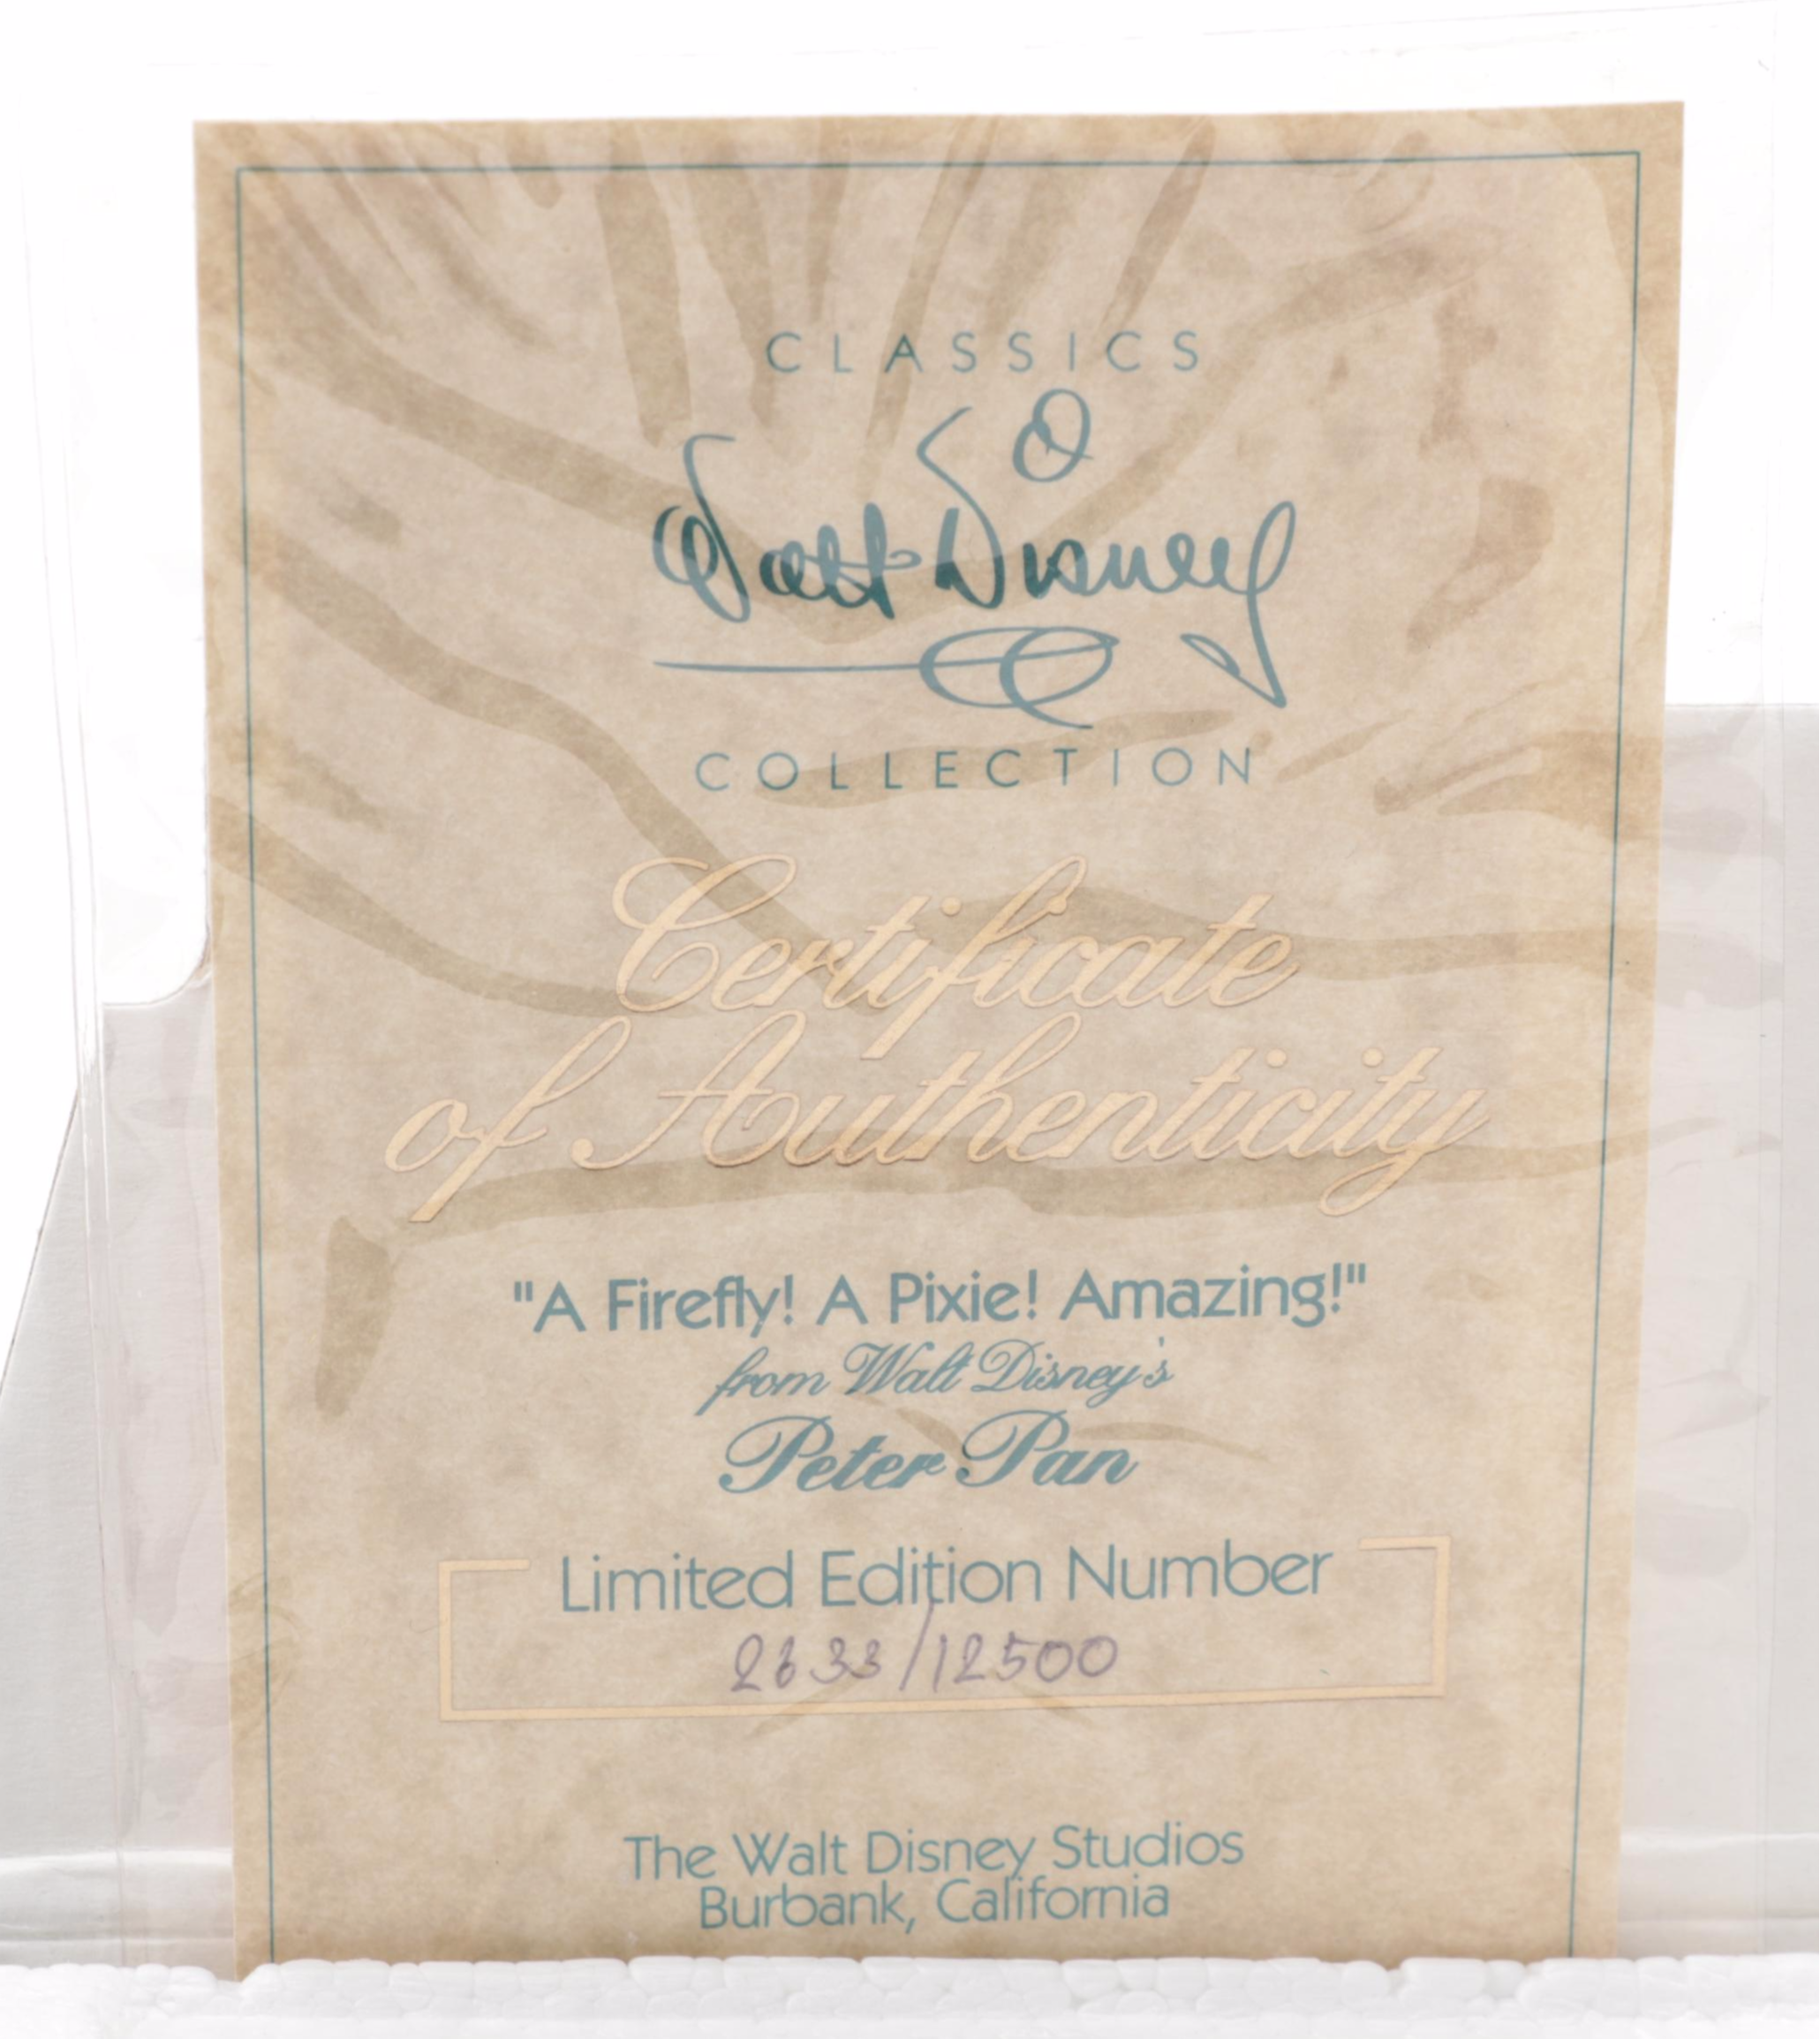 CLASSICS
Walt Disney
COLLECTION
Certificate
of Authenticity
"A Firefly! A Pixie! Amazing!"
from Walt Disney's
Peter Pan
Limited Edition Number
2633/12500
The Walt Disney Studios
Burbank, California